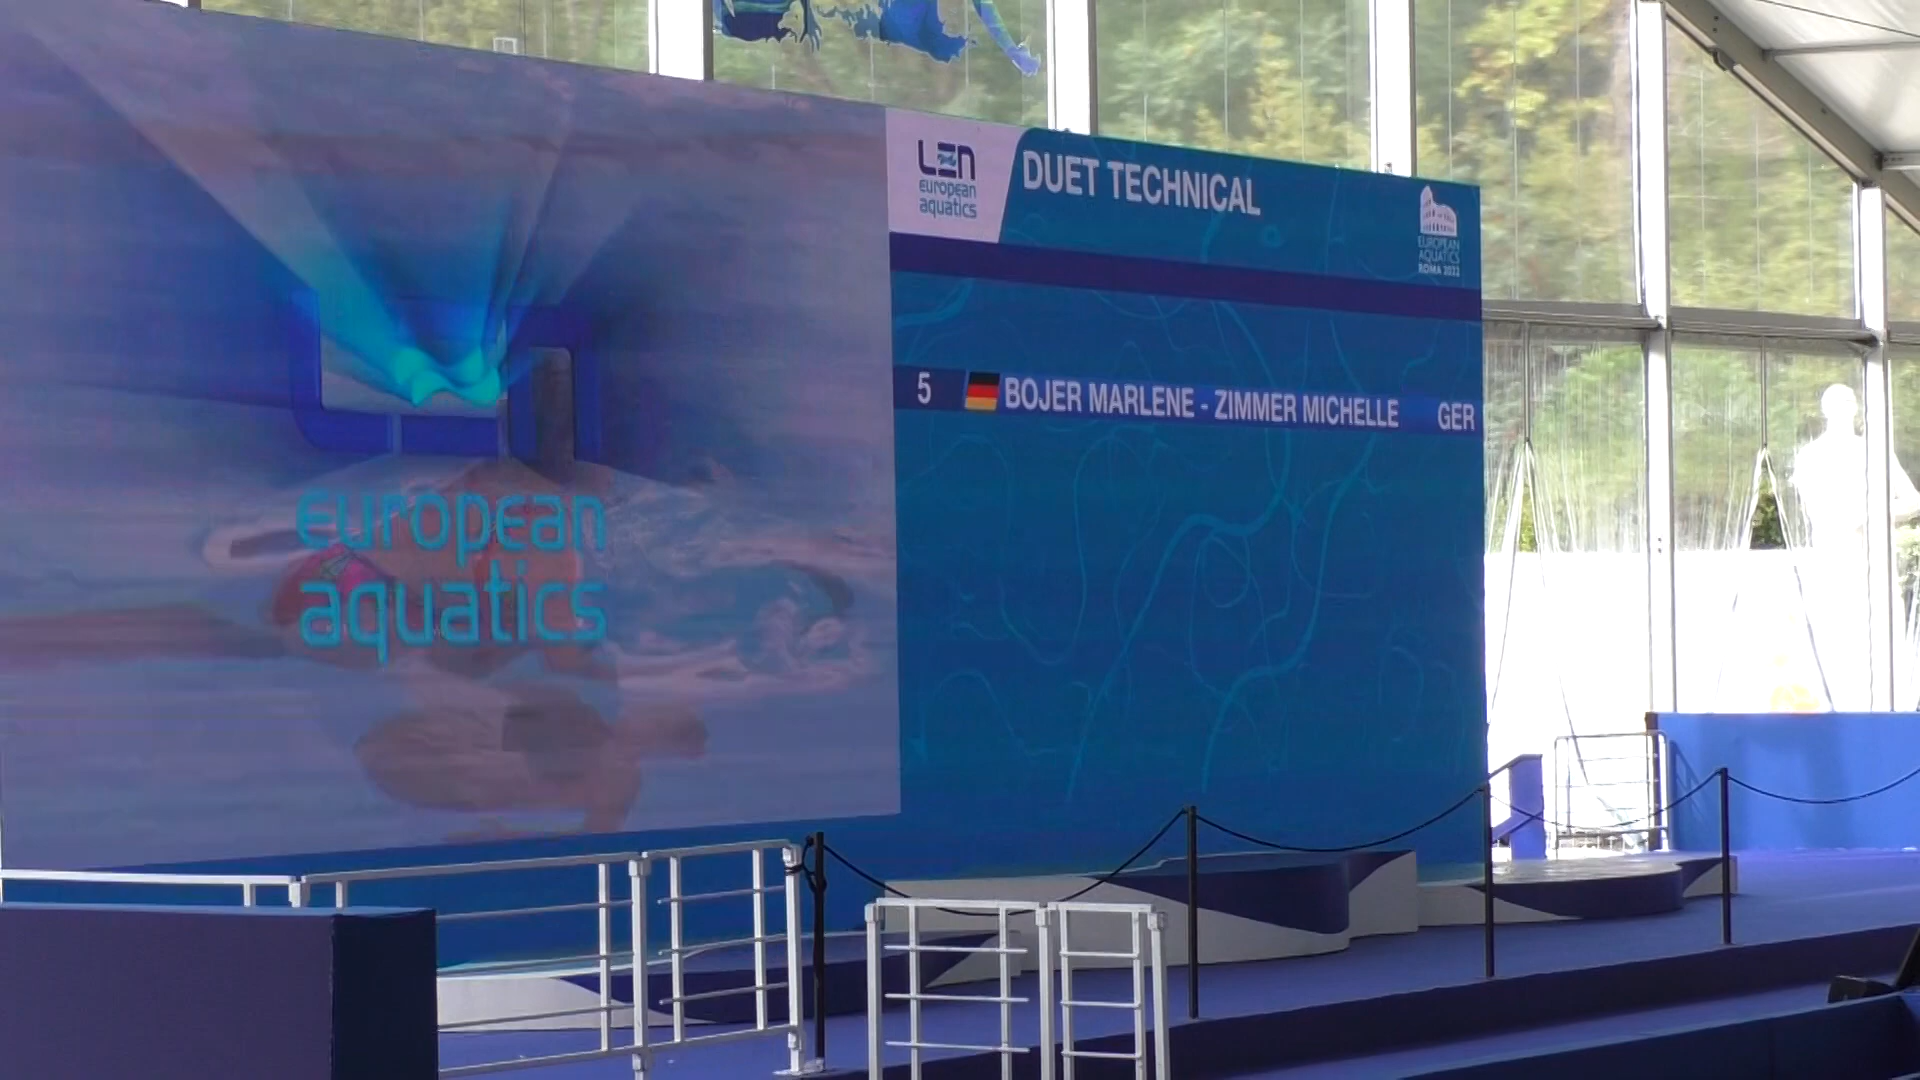 LEN
european
aquatics
DUET TECHNICAL
EUROPEAN
AQUATICS
ROMA 2022
5 BOJER MARLENE - ZIMMER MICHELLE GER
european
aquatics